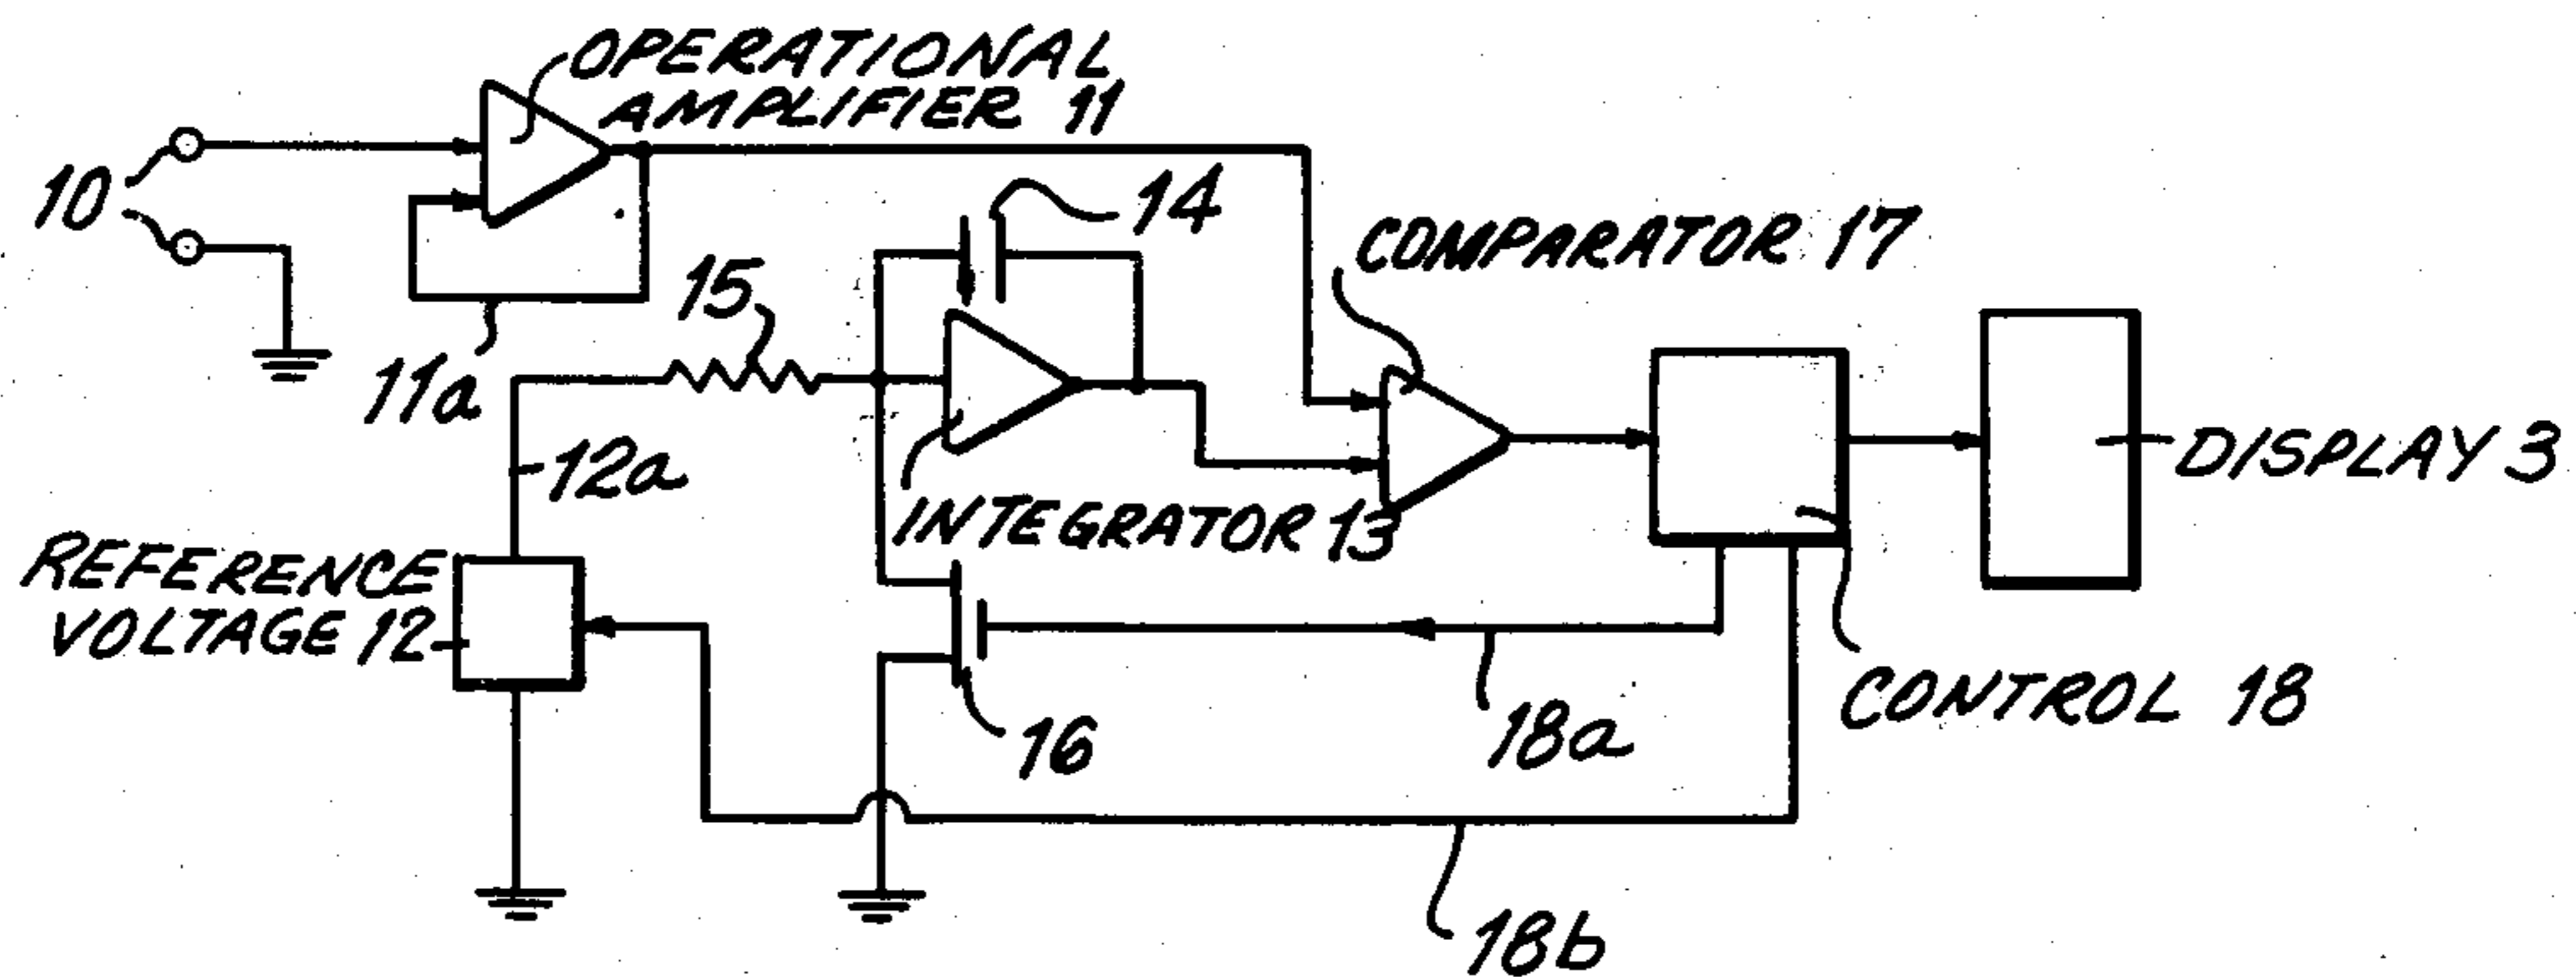 OPERATIONAL
AMPLIFIER 11
10
14
COMPARATOR 17
15
11a
12a
DISPLAY 3
INTEGRATOR 13
REFERENCE
VOLTAGE 12
CONTROL 18
16
18a
18b